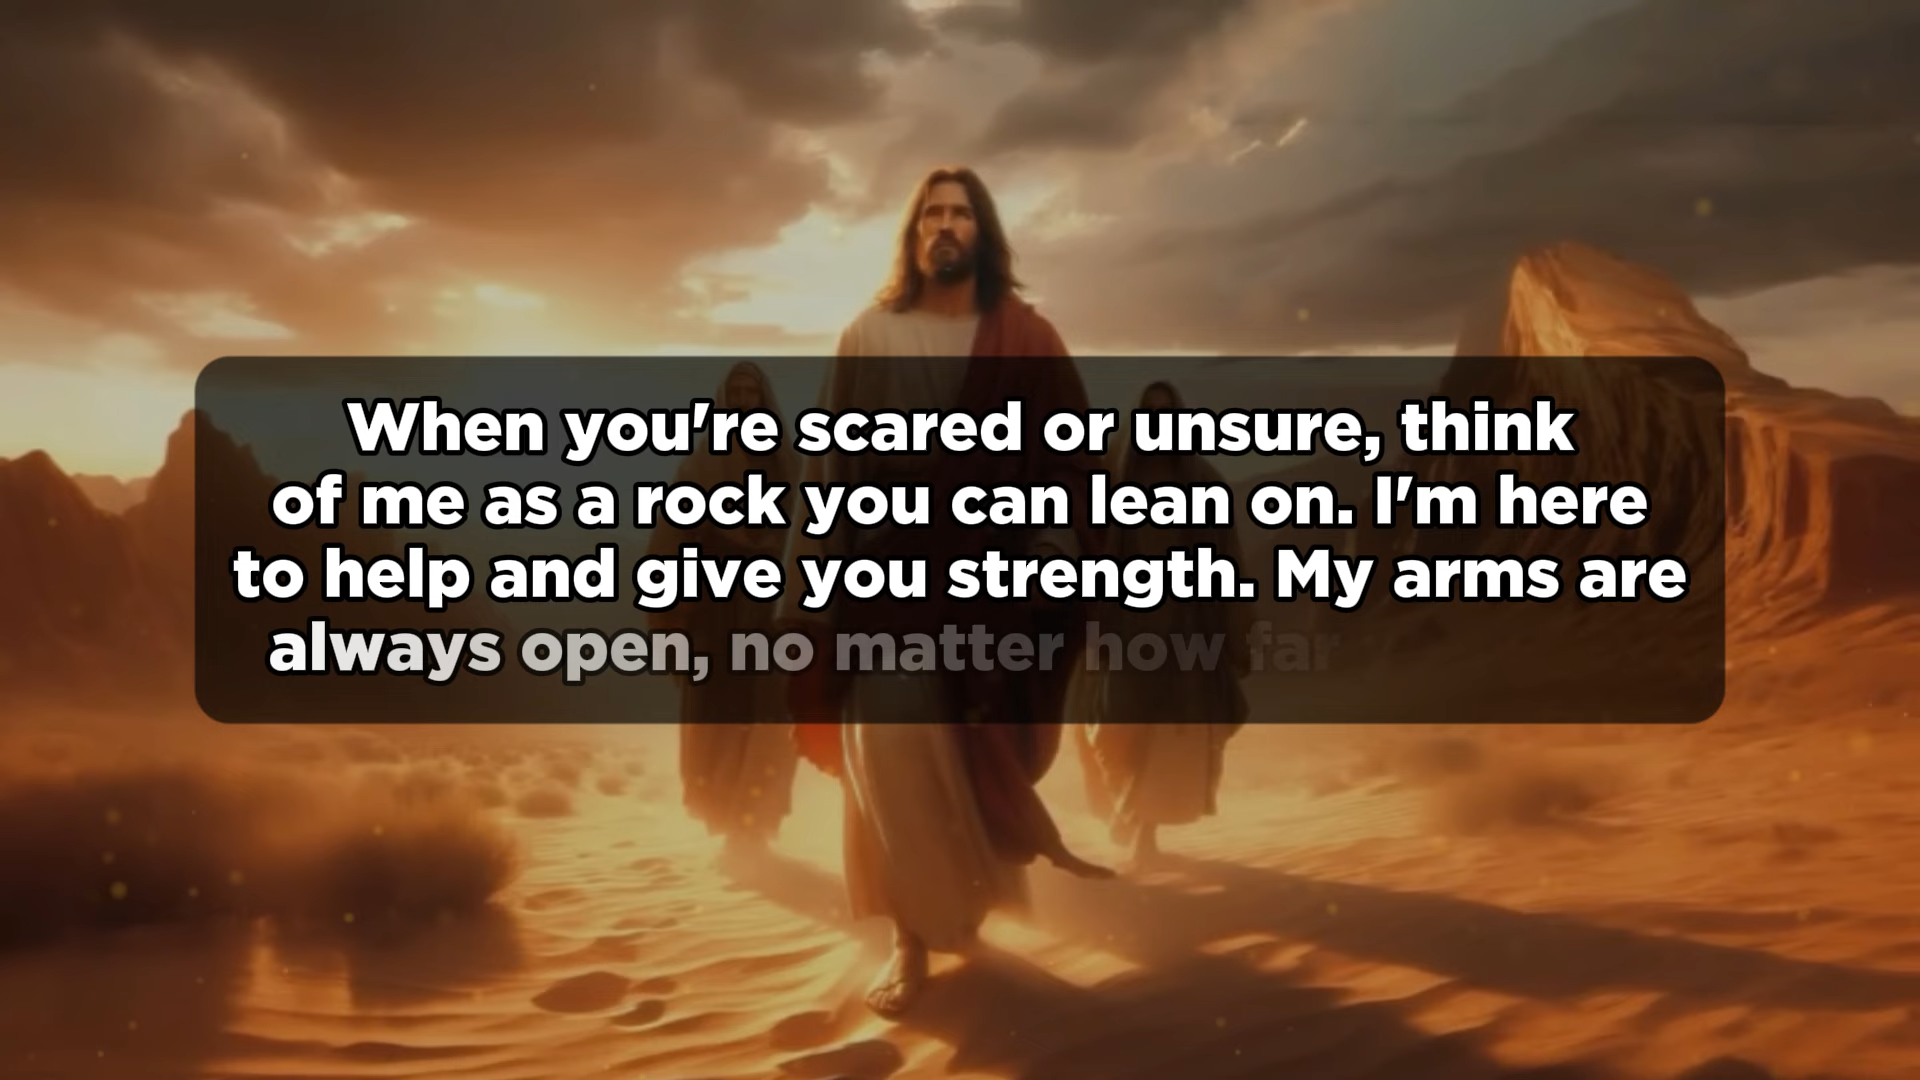 When you're scared or unsure, think
of me as a rock you can lean on. I'm here
to help and give you strength. My arms are
always open, no matter how far